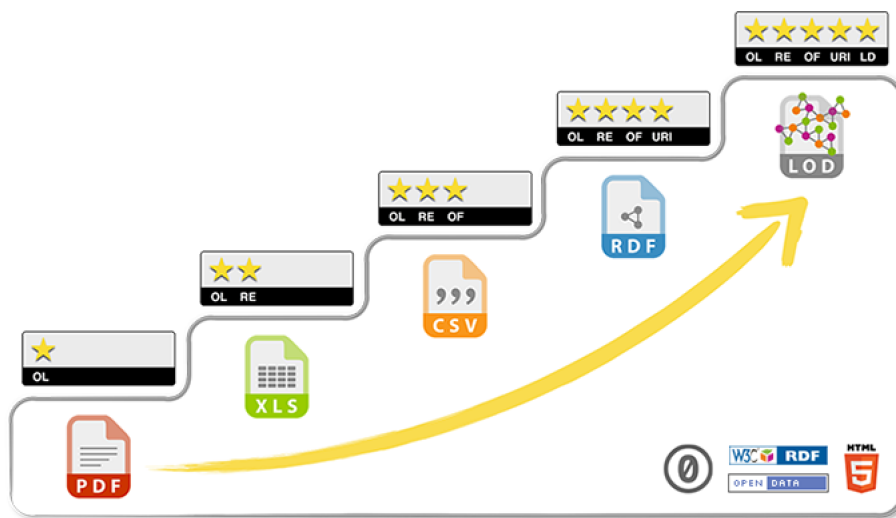 OL RE OF URI LD
OL RE OF URI
LOD
OL RE OF
RDF
OL RE
,,,
CSV
OL
XLS
PDF
0
W3C RDF
OPEN DATA
HTML
5